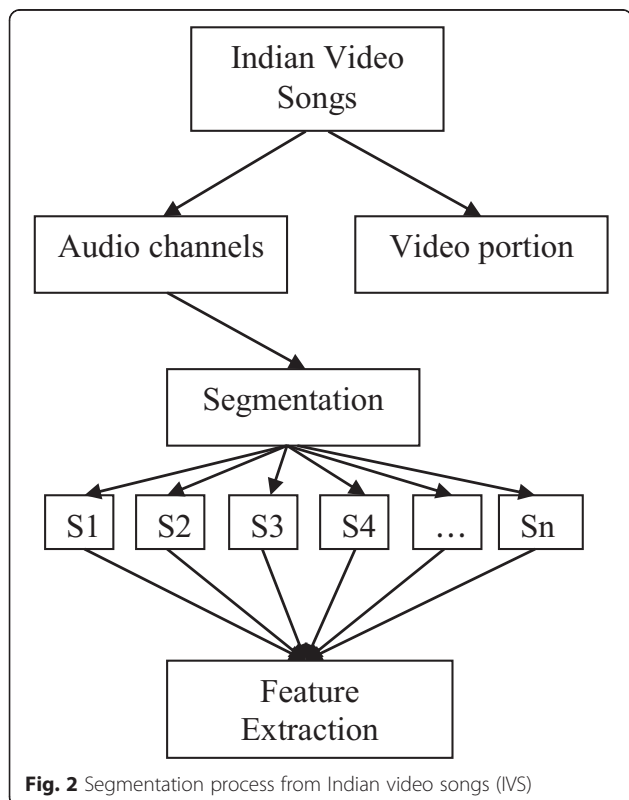 Indian Video
Songs
Audio channels
Video portion
Segmentation
S1
S2
S3
S4
...
Sn
Feature
Extraction
Fig. 2 Segmentation process from Indian video songs (IVS)